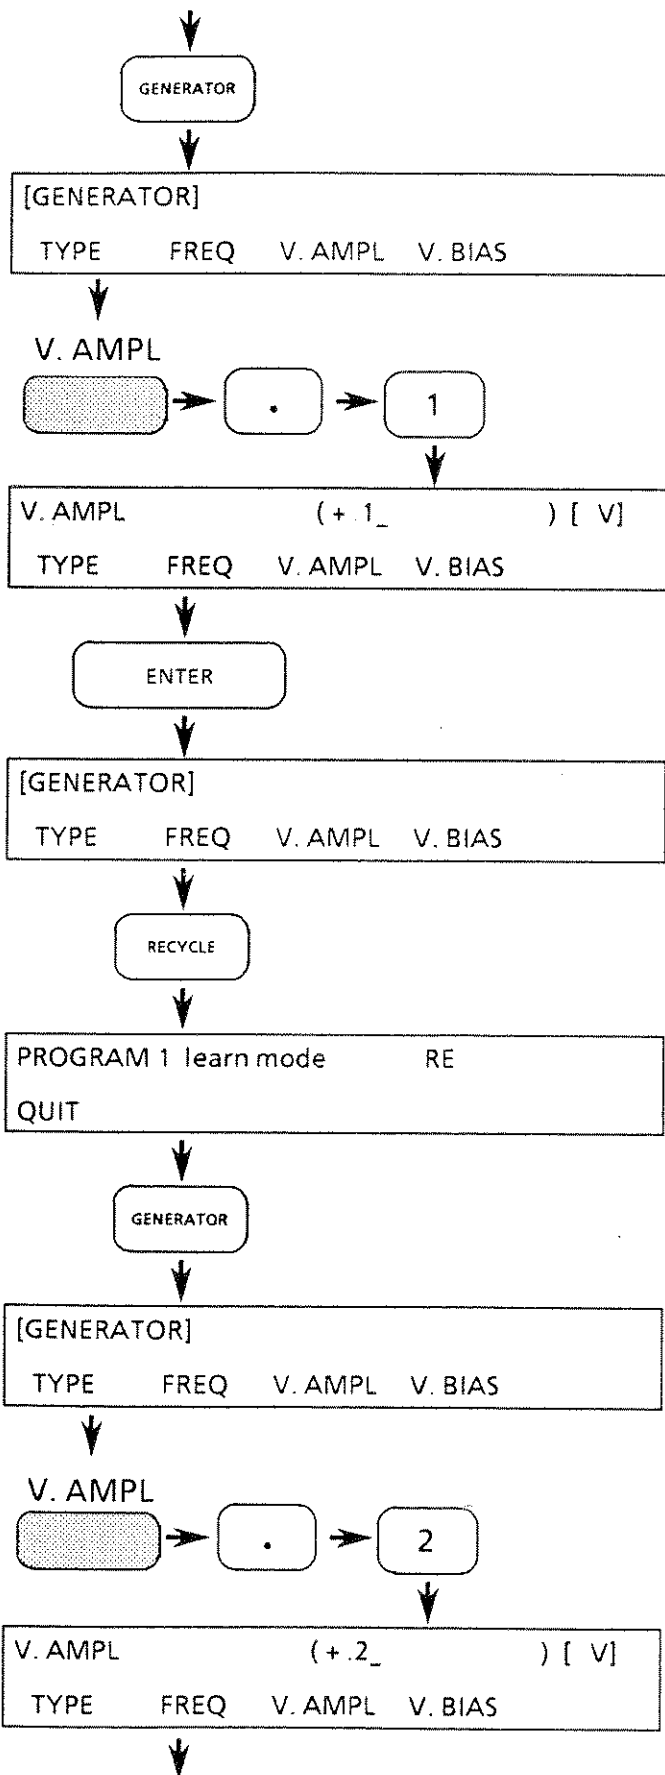 GENERATOR
[GENERATOR]
TYPE FREQ V. AMPL V. BIAS
V. AMPL
. 1
V. AMPL (+ .1_ ) [ V]
TYPE FREQ V. AMPL V. BIAS
ENTER
[GENERATOR]
TYPE FREQ V. AMPL V. BIAS
RECYCLE
PROGRAM 1 learn mode RE
QUIT
GENERATOR
[GENERATOR]
TYPE FREQ V. AMPL V. BIAS
V. AMPL
. 2
V. AMPL (+ .2_ ) [ V]
TYPE FREQ V. AMPL V. BIAS